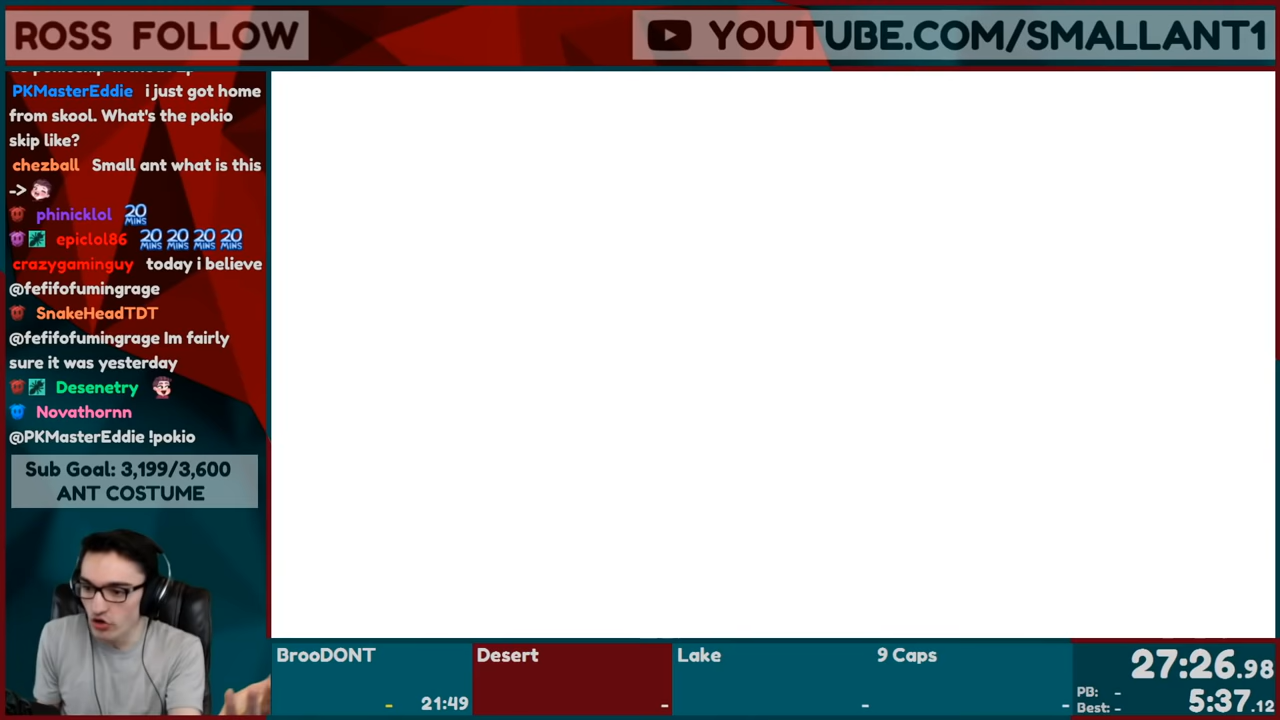 ROSS FOLLOW
YOUTUBE.COM/SMALLANT1
PKMasterEddie i just got home
from skool. What's the pokio
skip like?
chezball Small ant what is this
->
phinicklol 20 MINS
epiclol86 20 MINS 20 MINS 20 MINS 20 MINS
crazygaminguy today i believe
@fefifofumingrage
SnakeHeadTDT
@fefifofumingrage Im fairly
sure it was yesterday
Desenetry
Novathornn
@PKMasterEddie !pokio
Sub Goal: 3,199/3,600
ANT COSTUME
BrooDONT Desert Lake 9 Caps
- 21:49 - - -
27:26.98
PB: -
Best: - 5:37.12